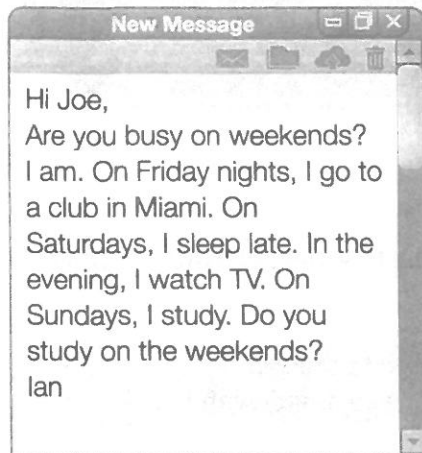 New Message
Hi Joe,
Are you busy on weekends?
I am. On Friday nights, I go to
a club in Miami. On
Saturdays, I sleep late. In the
evening, I watch TV. On
Sundays, I study. Do you
study on the weekends?
Ian